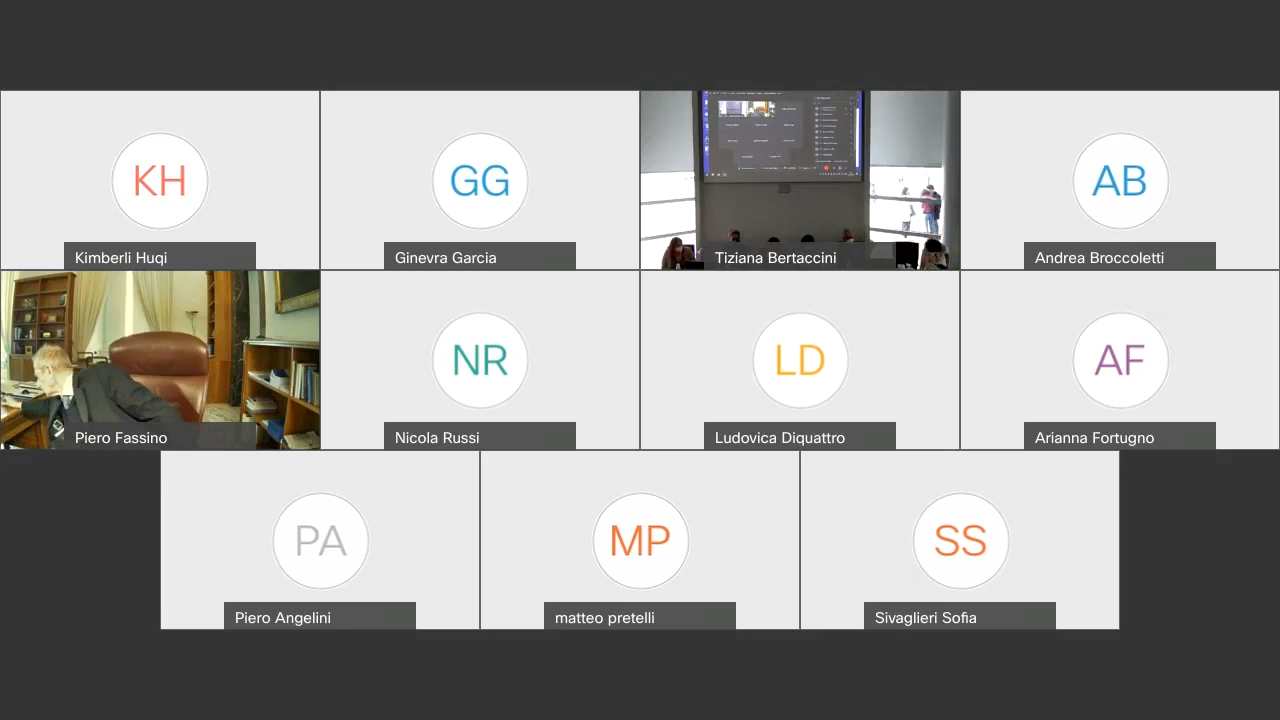 KH
Kimberli Huqi
GG
Ginevra Garcia
Tiziana Bertaccini
AB
Andrea Broccoletti
Piero Fassino
NR
Nicola Russi
LD
Ludovica Diquattro
AF
Arianna Fortugno
PA
Piero Angelini
MP
matteo pretelli
SS
Sivaglieri Sofia